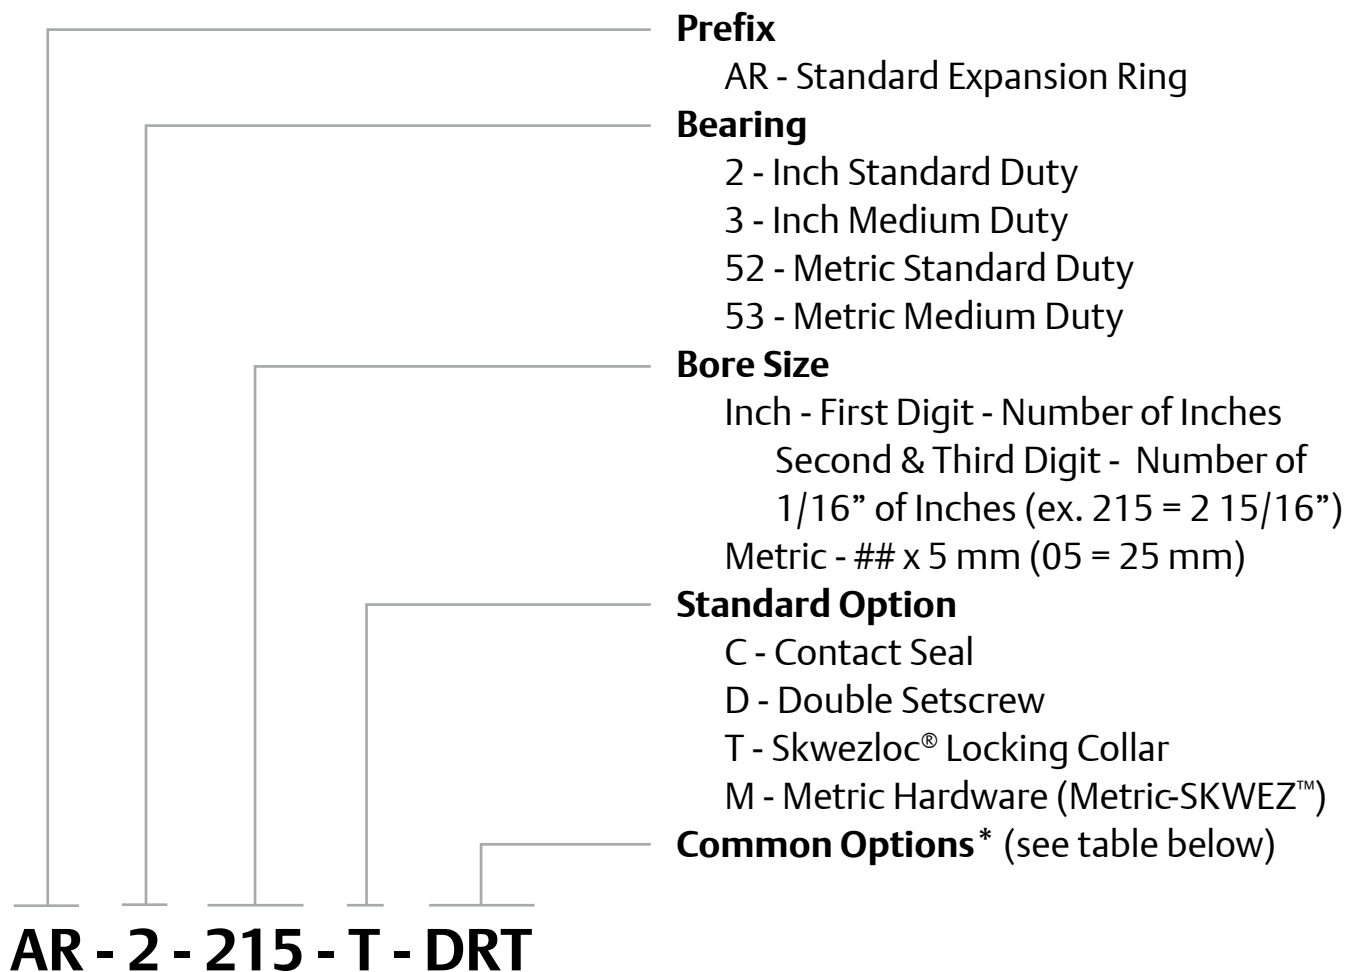 Prefix
AR - Standard Expansion Ring
Bearing
2 - Inch Standard Duty
3 - Inch Medium Duty
52 - Metric Standard Duty
53 - Metric Medium Duty
Bore Size
Inch - First Digit - Number of Inches
Second & Third Digit - Number of
1/16” of Inches (ex. 215 = 2 15/16”)
Metric - ## x 5 mm (05 = 25 mm)
Standard Option
C - Contact Seal
D - Double Setscrew
T - Skwezloc® Locking Collar
M - Metric Hardware (Metric-SKWEZ™)
Common Options* (see table below)
AR - 2 - 215 - T - DRT